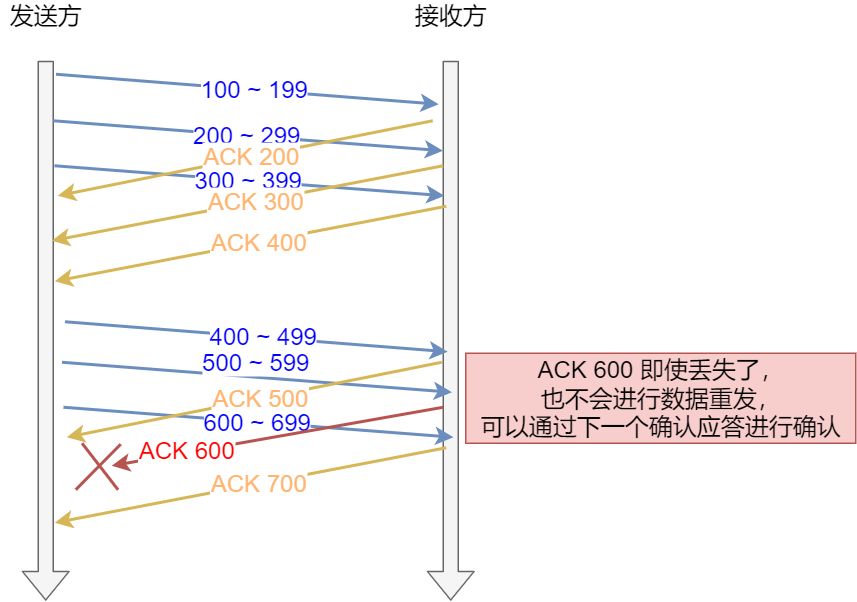 发送方
接收方
100 ~ 199
200 ~ 299
ACK 200
300 ~ 399
ACK 300
ACK 400
400 ~ 499
500 ~ 599
ACK 500
600 ~ 699
ACK 600
ACK 700
ACK 600 即使丢失了，
也不会进行数据重发，
可以通过下一个确认应答进行确认